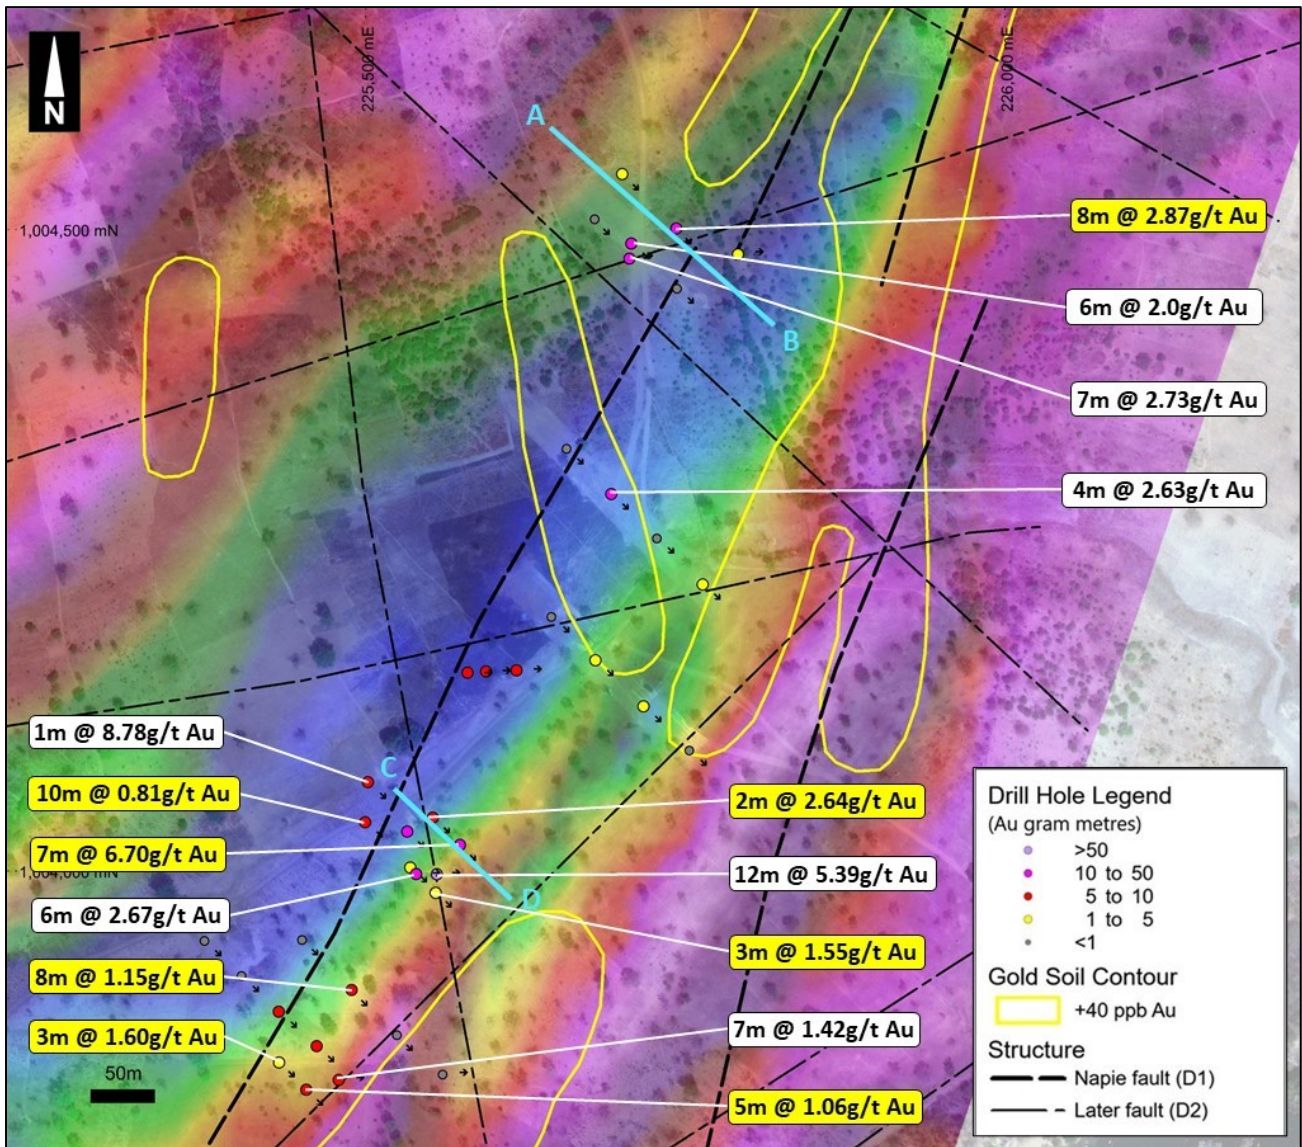 N
225,500 mE
226,000 mE
A
1,004,500 mN
8m @ 2.87g/t Au
6m @ 2.0g/t Au
B
7m @ 2.73g/t Au
4m @ 2.63g/t Au
1m @ 8.78g/t Au
C
10m @ 0.81g/t Au
2m @ 2.64g/t Au
7m @ 6.70g/t Au
1,004,000 mN
12m @ 5.39g/t Au
6m @ 2.67g/t Au
D
3m @ 1.55g/t Au
8m @ 1.15g/t Au
7m @ 1.42g/t Au
3m @ 1.60g/t Au
50m
5m @ 1.06g/t Au
Drill Hole Legend
(Au gram metres)
>50
10 to 50
5 to 10
1 to 5
<1
Gold Soil Contour
+40 ppb Au
Structure
Napie fault (D1)
Later fault (D2)